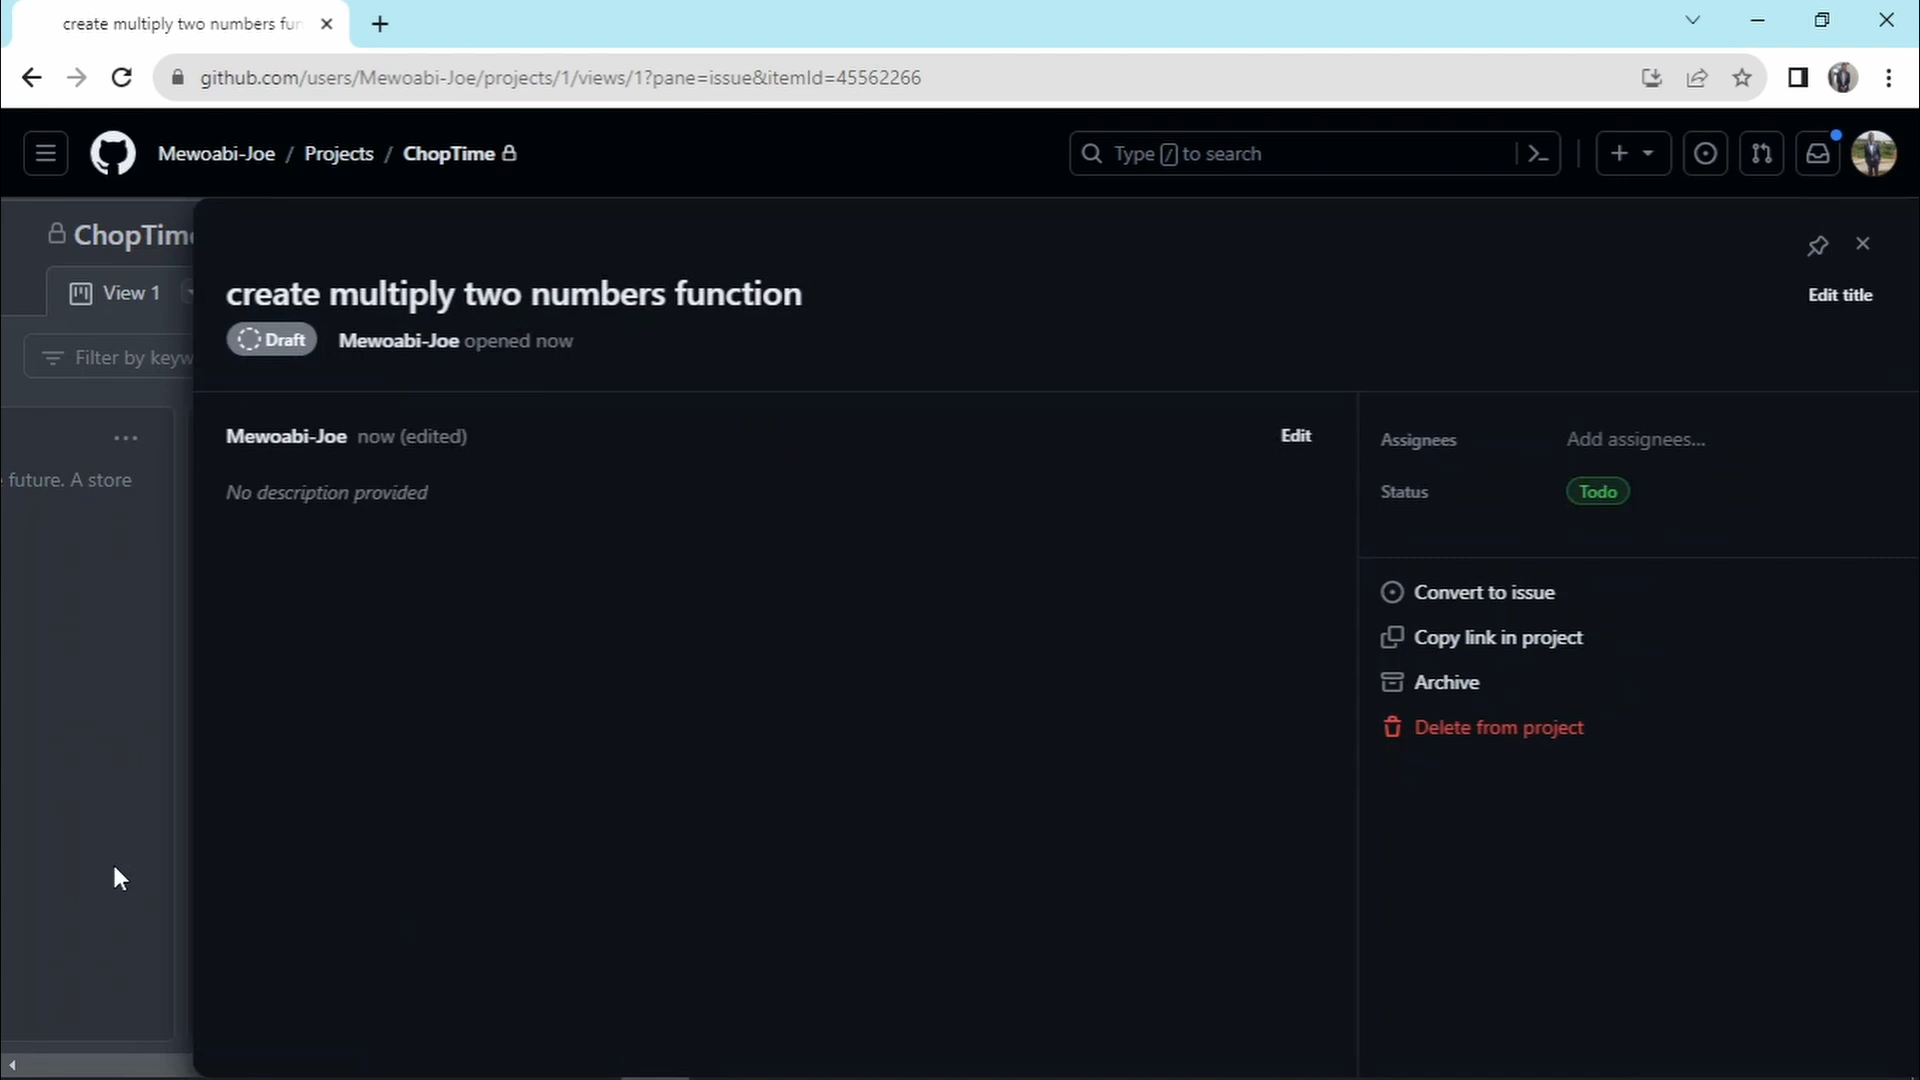 create multiply two numbers fun
github.com/users/Mewoabi-Joe/projects/1/views/1?pane=issue&itemId=45562266
Mewoabi-Joe / Projects / ChopTime
Type / to search
ChopTime
View 1
Filter by keyw
future. A store
create multiply two numbers function
Edit title
Draft
Mewoabi-Joe opened now
Mewoabi-Joe now (edited)
Edit
No description provided
Assignees
Add assignees...
Status
Todo
Convert to issue
Copy link in project
Archive
Delete from project